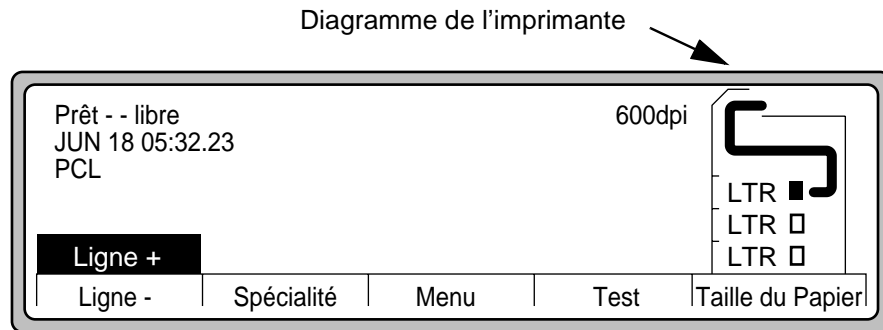 Diagramme de l'imprimante
Prêt - - libre 600dpi
JUN 18 05:32.23
PCL
LTR
LTR
LTR
Ligne +
Ligne - Spécialité Menu Test Taille du Papier